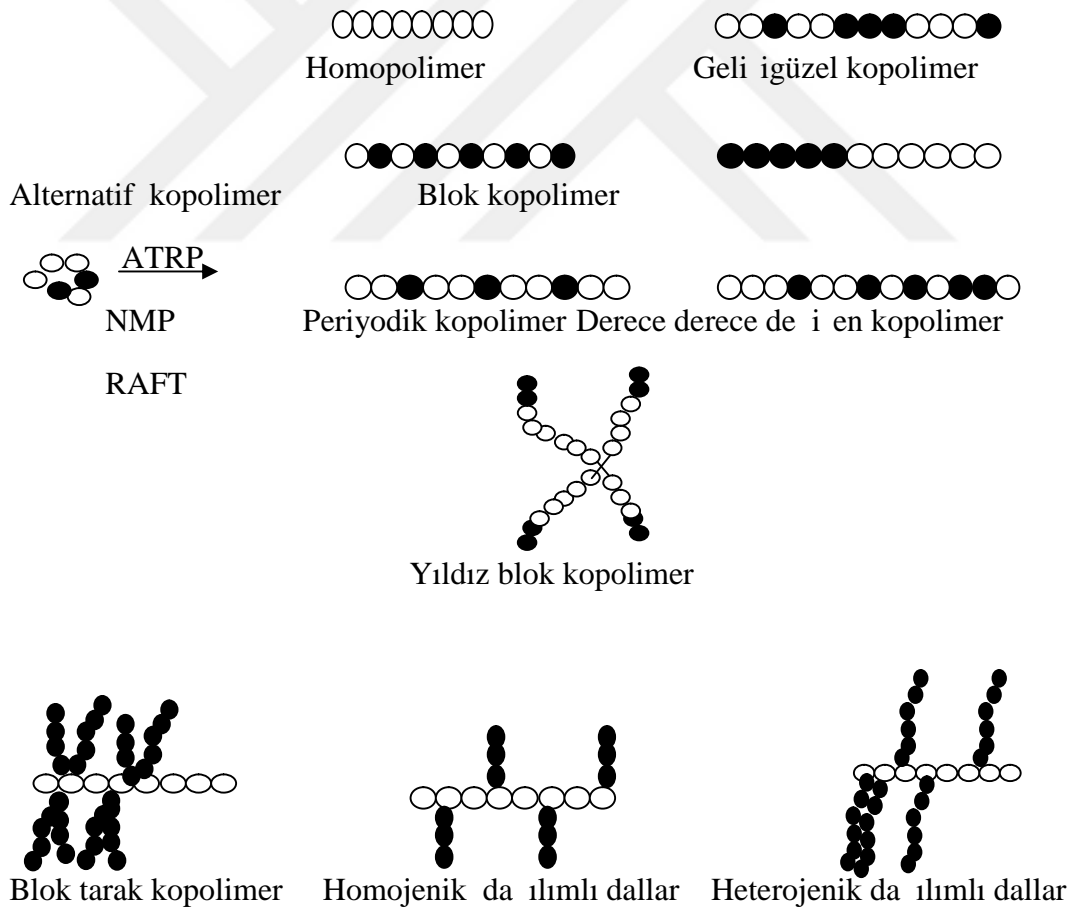 Homopolimer Geli igüzel kopolimer
Alternatif kopolimer Blok kopolimer
ATRP
NMP Periyodik kopolimer Derece derece de i en kopolimer
RAFT
Yıldız blok kopolimer
Blok tarak kopolimer Homojenik da ılımlı dallar Heterojenik da ılımlı dallar